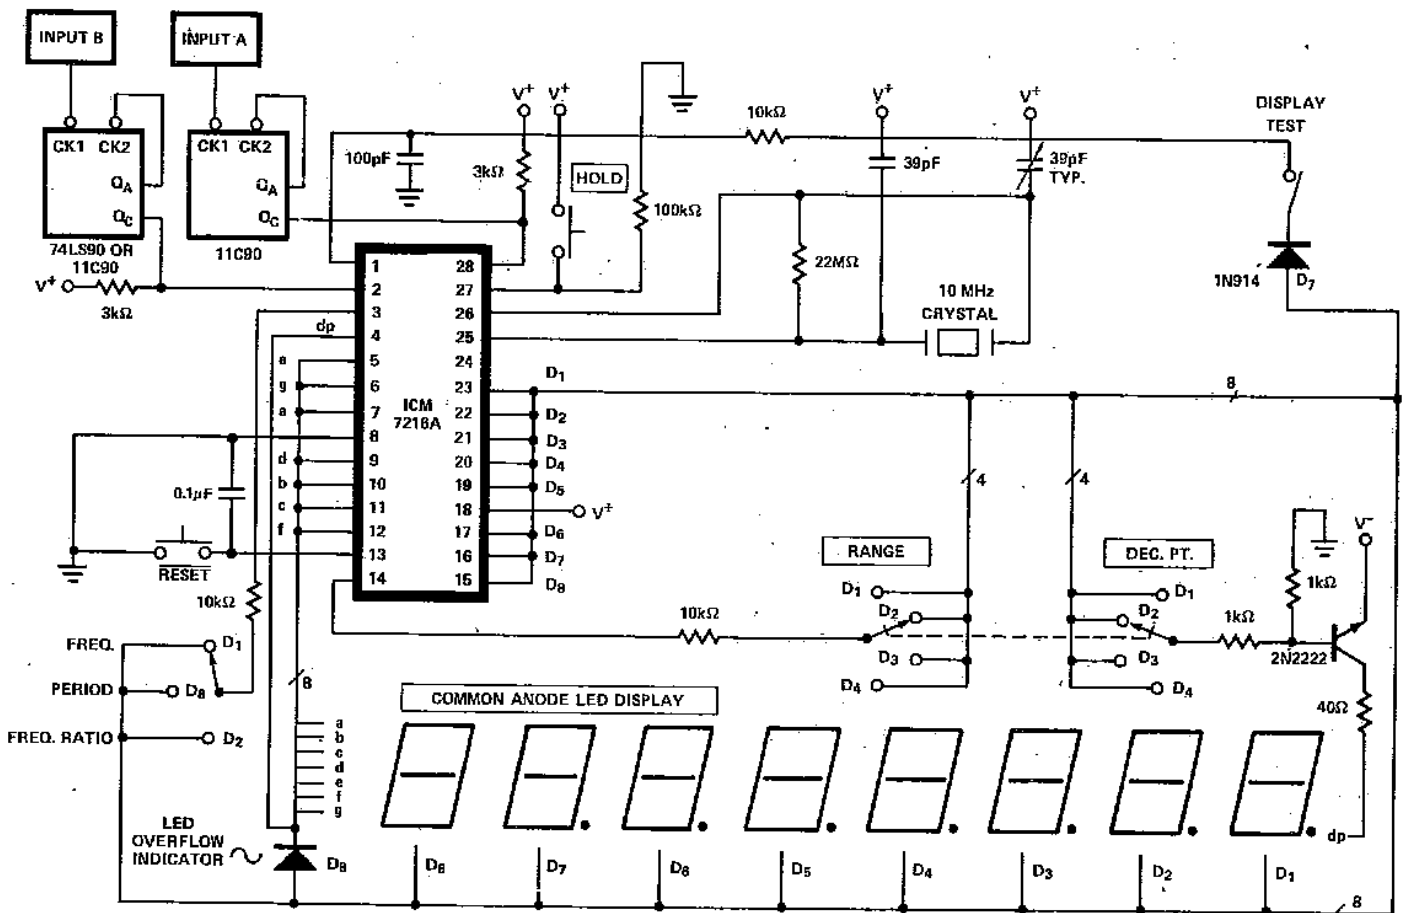 INPUT B
INPUT A
CK1 CK2
QA
QC
74LS90 OR
11C90
CK1 CK2
QA
QC
11C90
V+
3kΩ
100pF
V+
V+
3kΩ
HOLD
100kΩ
10kΩ
V+
39pF
V+
39pF
TYP.
DISPLAY
TEST
22MΩ
10 MHz
CRYSTAL
1N914
D7
dp
e
g
a
d
b
c
f
1
2
3
4
5
6
7
8
9
10
11
12
13
14
ICM
7216A
28
27
26
25
24
23
22
21
20
19
18
17
16
15
D1
D2
D3
D4
D5
V+
D6
D7
D8
8
4
4
0.1μF
RESET
10kΩ
RANGE
D1
D2
D3
D4
10kΩ
DEC. PT.
D1
D2
D3
D4
1kΩ
1kΩ
2N2222
40Ω
FREQ.
D1
PERIOD
D8
FREQ. RATIO
D2
8
a
b
c
d
e
f
g
COMMON ANODE LED DISPLAY
LED
OVERFLOW
INDICATOR
D8
D8
D7
D6
D5
D4
D3
D2
D1
dp
8